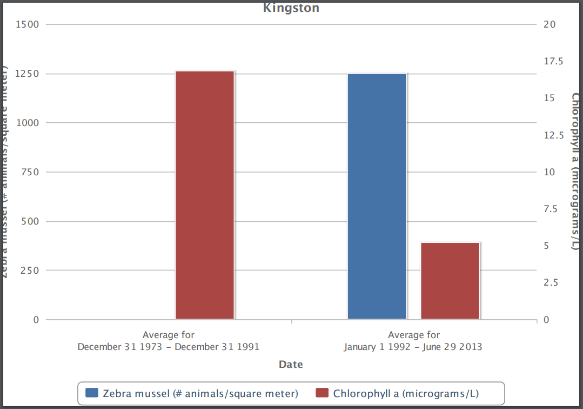 Kingston
1500
1250
1000
750
500
250
0
Zebra mussel (# animals/square meter)
20
17.5
15
12.5
10
7.5
5
2.5
0
Chlorophyll a (micrograms/L)
Average for
December 31 1973 – December 31 1991
Average for
January 1 1992 – June 29 2013
Date
Zebra mussel (# animals/square meter)
Chlorophyll a (micrograms/L)